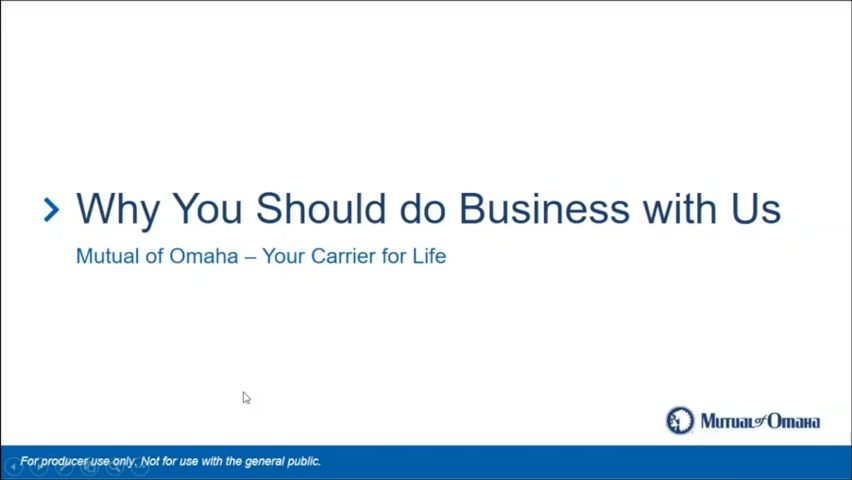 Why You Should do Business with Us
Mutual of Omaha – Your Carrier for Life
Mutual of Omaha
For producer use only. Not for use with the general public.